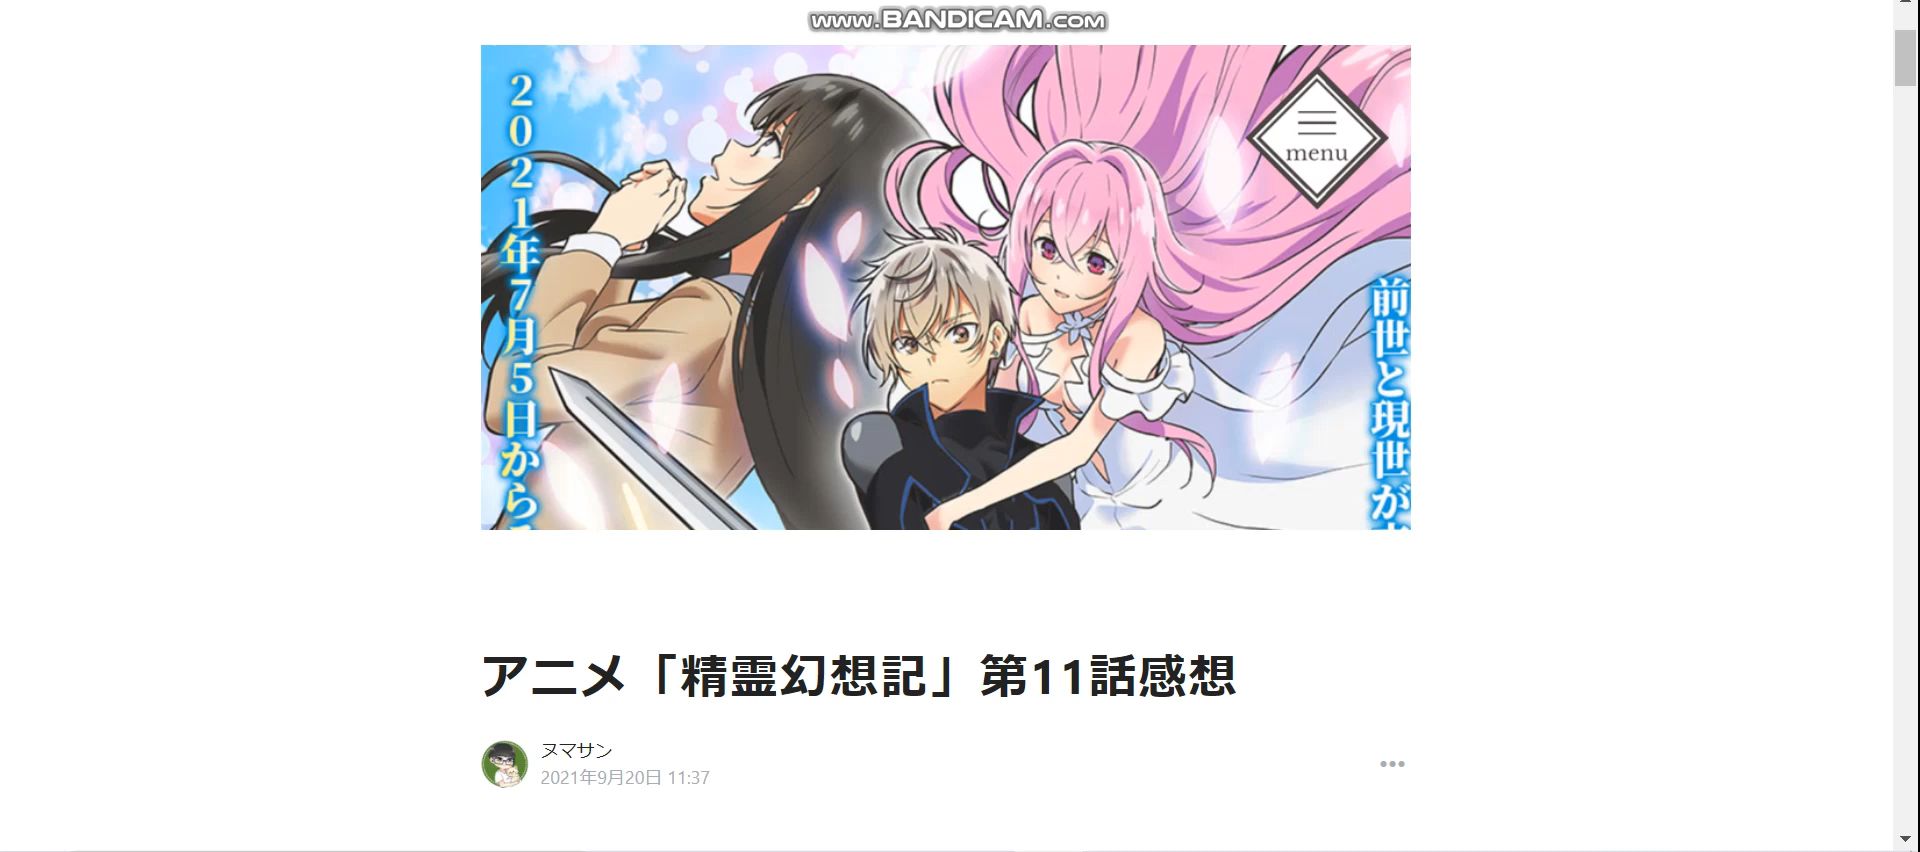 www.BANDICAM.com
2021年7月5日から
menu
前世と現世が
アニメ「精霊幻想記」第11話感想
ヌマサン
2021年9月20日 11:37